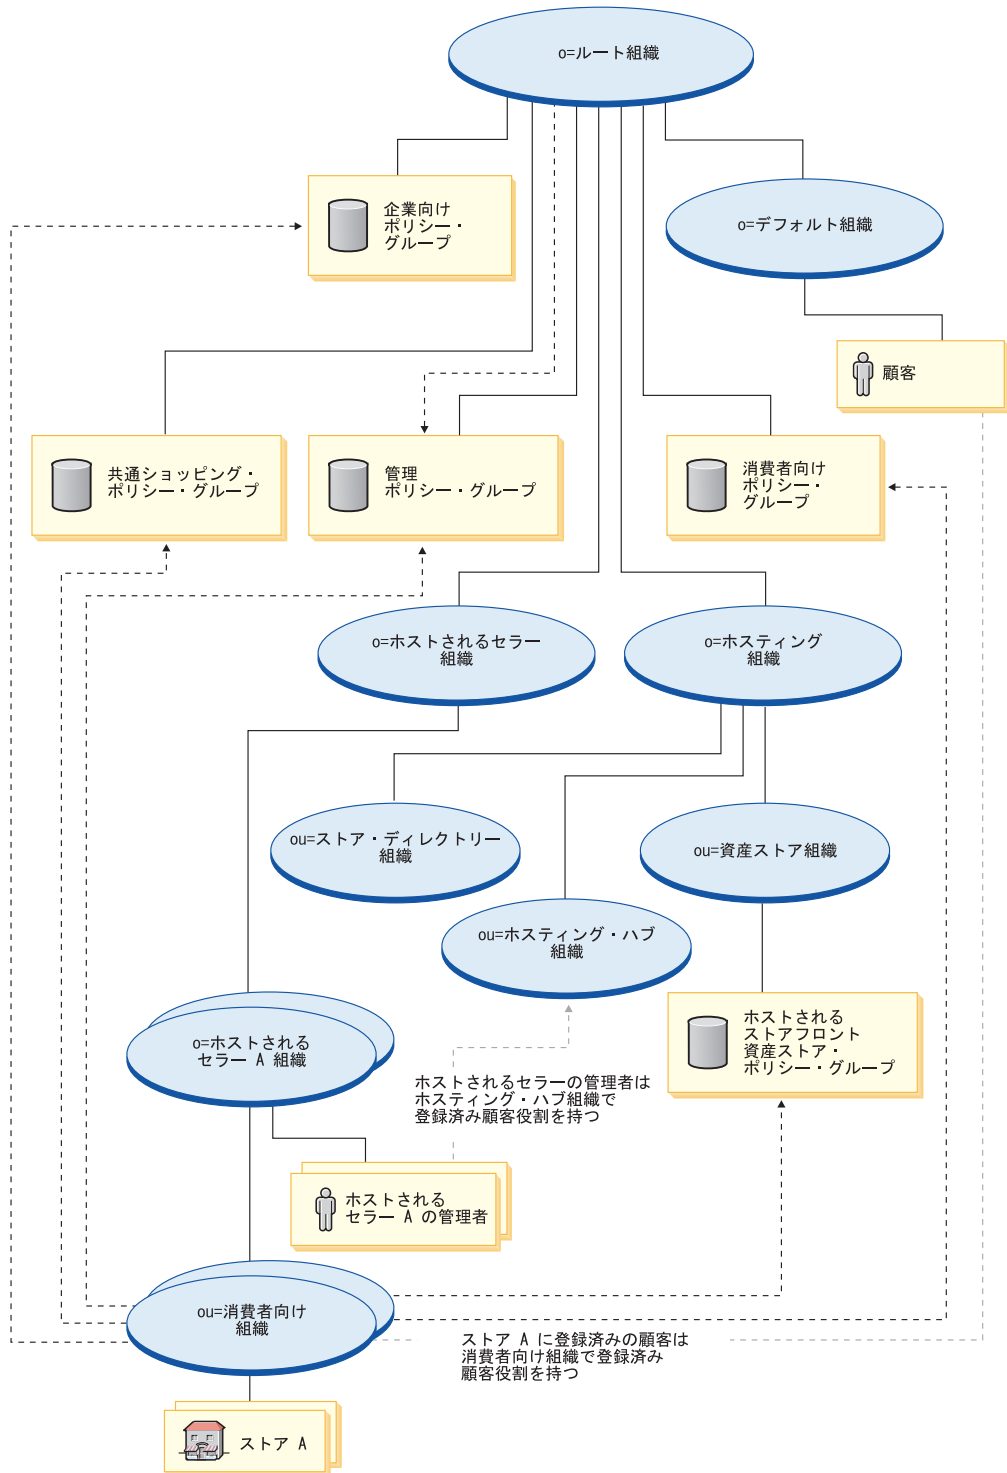 o=ルート組織
企業向け
ポリシー・
グループ
o=デフォルト組織
顧客
共通ショッピング・
ポリシー・グループ
管理
ポリシー・グループ
消費者向け
ポリシー・
グループ
o=ホストされるセラー
組織
o=ホスティング
組織
ou=ストア・ディレクトリー
組織
ou=資産ストア組織
ou=ホスティング・ハブ
組織
o=ホストされる
セラー A 組織
ホストされる
ストアフロント
資産ストア・
ポリシー・グループ
ホストされるセラーの管理者は
ホスティング・ハブ組織で
登録済み顧客役割を持つ
ホストされる
セラー A の管理者
ou=消費者向け
組織
ストア A に登録済みの顧客は
消費者向け組織で登録済み
顧客役割を持つ
ストア A